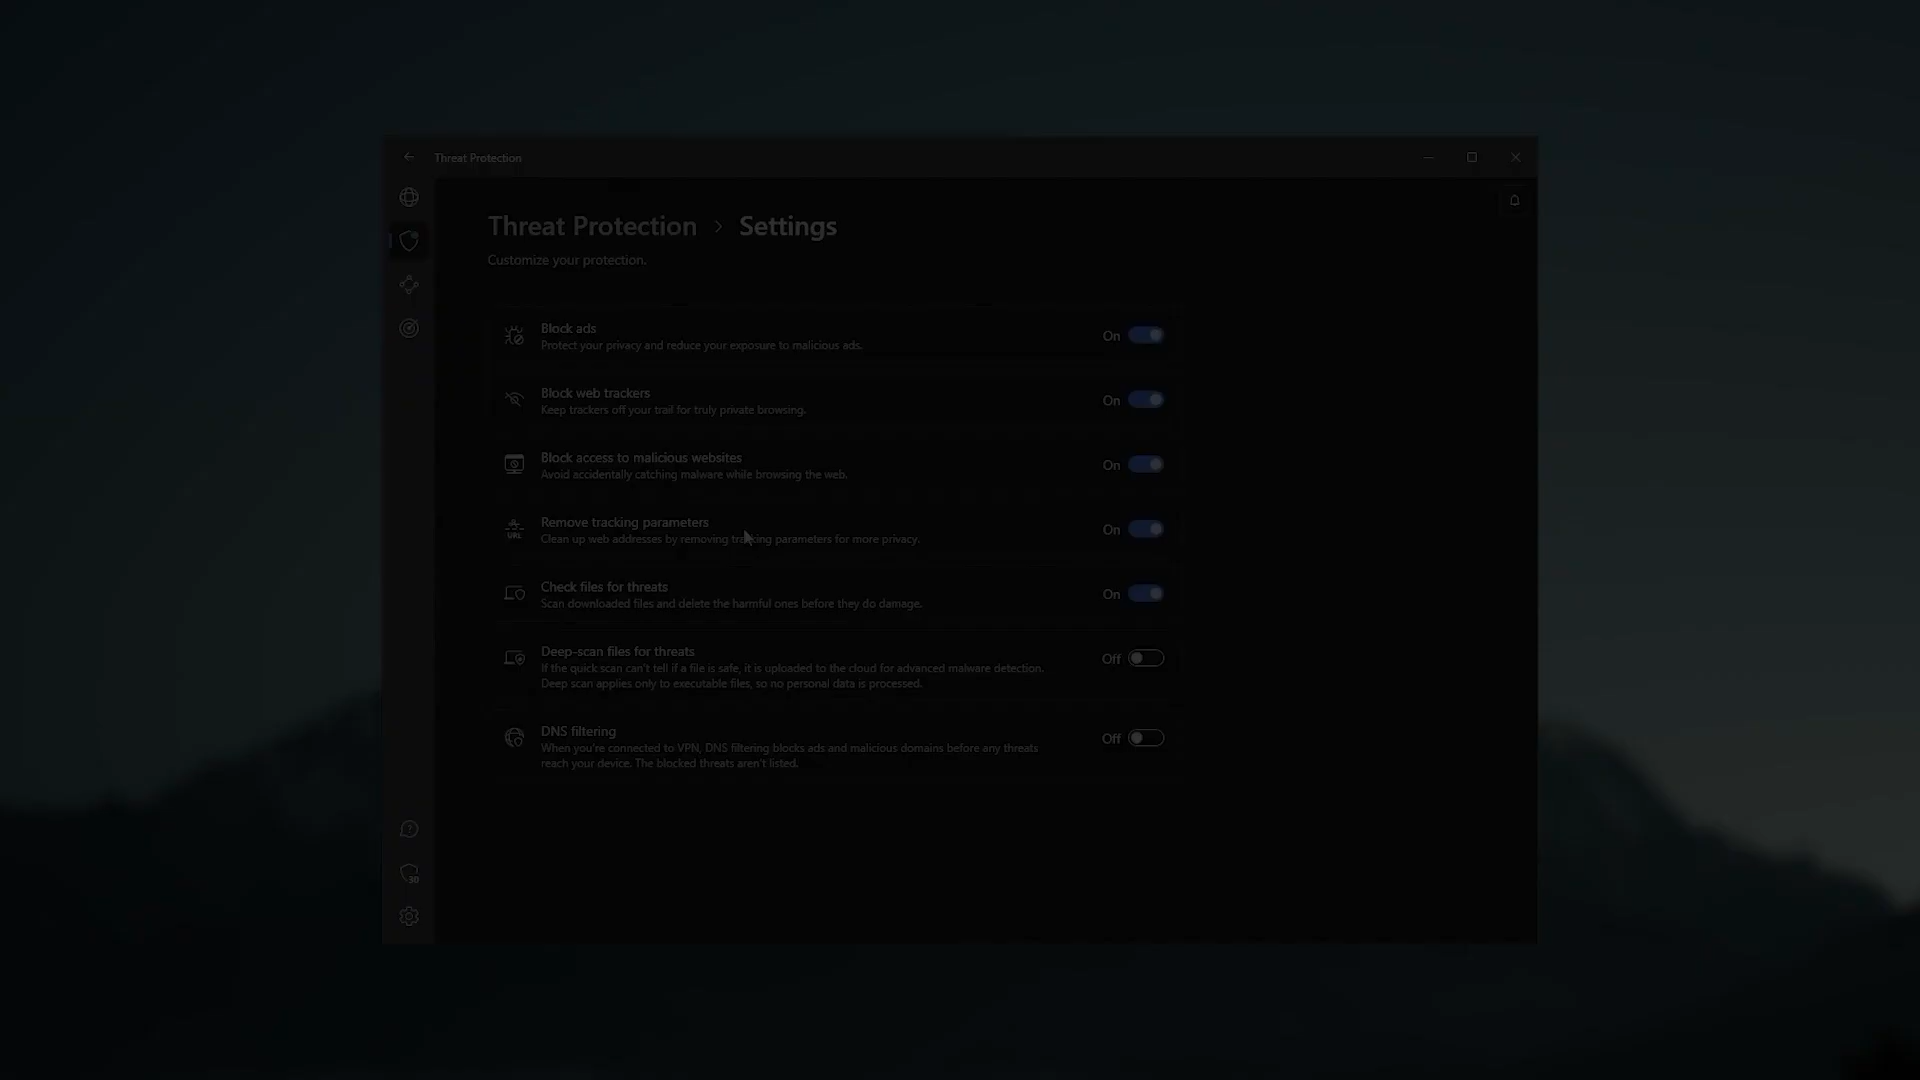 Threat Protection
Threat Protection > Settings
Customize your protection.
Block ads
Protect your privacy and reduce your exposure to malicious ads.
On
Block web trackers
Keep trackers off your trail for truly private browsing.
On
Block access to malicious websites
Avoid accidentally catching malware while browsing the web.
On
Remove tracking parameters
Clean up web addresses by removing tracking parameters for more privacy.
On
URL
Check files for threats
Scan downloaded files and delete the harmful ones before they do damage.
On
Deep-scan files for threats
If the quick scan can't tell if a file is safe, it is uploaded to the cloud for advanced malware detection.
Deep scan applies only to executable files, so no personal data is processed.
Off
DNS filtering
When you're connected to VPN, DNS filtering blocks ads and malicious domains before any threats
reach your device. The blocked threats aren't listed.
Off
30